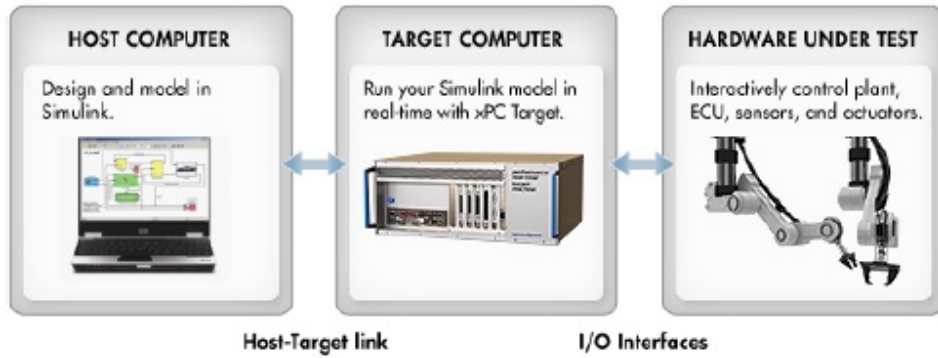 HOST COMPUTER
Design and model in
Simulink.
TARGET COMPUTER
Run your Simulink model in
real-time with xPC Target.
HARDWARE UNDER TEST
Interactively control plant,
ECU, sensors, and actuators.
Host-Target link
I/O Interfaces